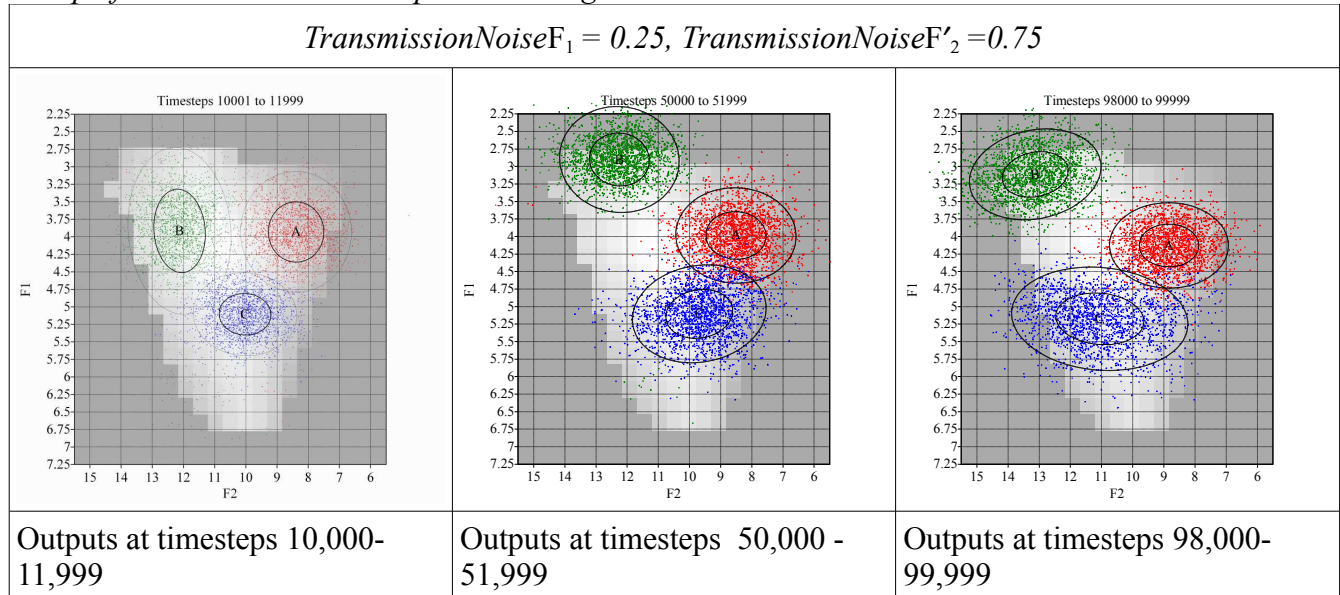 TransmissionNoiseF₁ = 0.25, TransmissionNoiseF′₂ =0.75
Timesteps 10001 to 11999
2.25
2.5
2.75
3
3.25
3.5
3.75
4
4.25
4.5
4.75
5
5.25
5.5
5.75
6
6.25
6.5
6.75
7
7.25
F1
B
A
C
15 14 13 12 11 10 9 8 7 6
F2
Timesteps 50000 to 51999
2.25
2.5
2.75
3
3.25
3.5
3.75
4
4.25
4.5
4.75
5
5.25
5.5
5.75
6
6.25
6.5
6.75
7
7.25
F1
B
A
15 14 13 12 11 10 9 8 7 6
F2
Timesteps 98000 to 99999
2.25
2.5
2.75
3
3.25
3.5
3.75
4
4.25
4.5
4.75
5
5.25
5.5
5.75
6
6.25
6.5
6.75
7
7.25
F1
B
A
C
15 14 13 12 11 10 9 8 7 6
F2
Outputs at timesteps 10,000-
11,999
Outputs at timesteps 50,000 -
51,999
Outputs at timesteps 98,000-
99,999